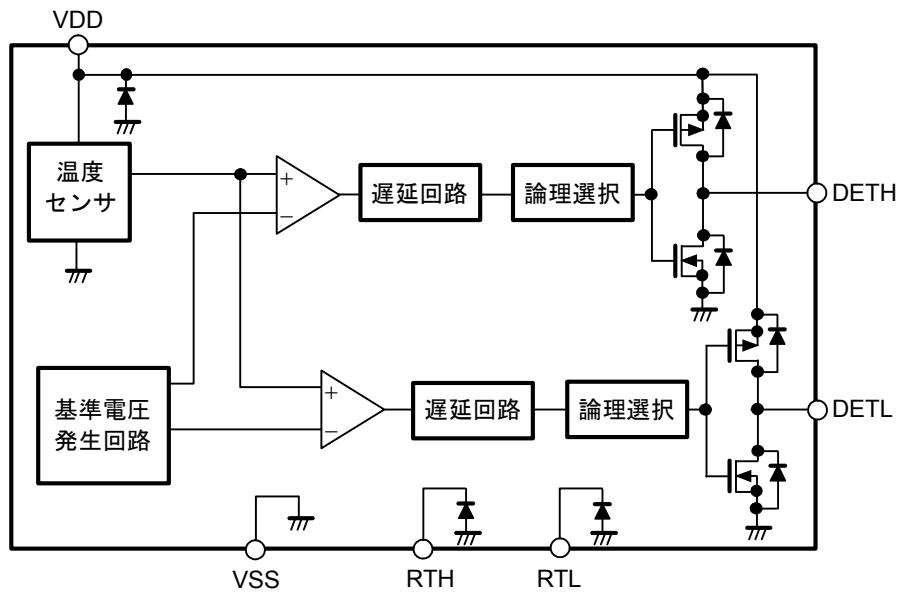 VDD
温度
センサ
+
−
遅延回路
論理選択
DETH
基準電圧
発生回路
+
−
遅延回路
論理選択
DETL
VSS
RTH
RTL